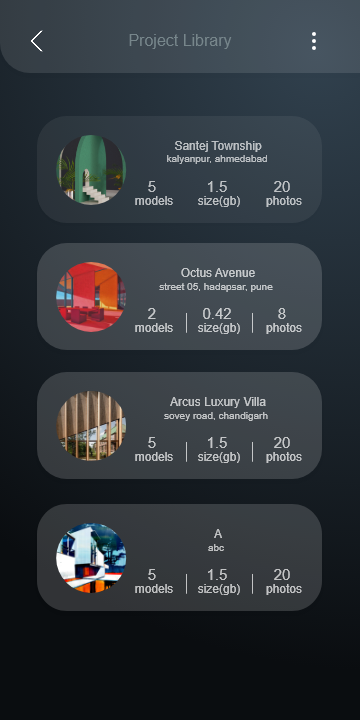 Project Library
Santej Township
kalyanpur, ahmedabad
5 1.5 20
models size(gb) photos
Octus Avenue
street 05, hadapsar, pune
2 0.42 8
models size(gb) photos
Arcus Luxury Villa
sovey road, chandigarh
5 1.5 20
models size(gb) photos
A
abc
5 1.5 20
models size(gb) photos